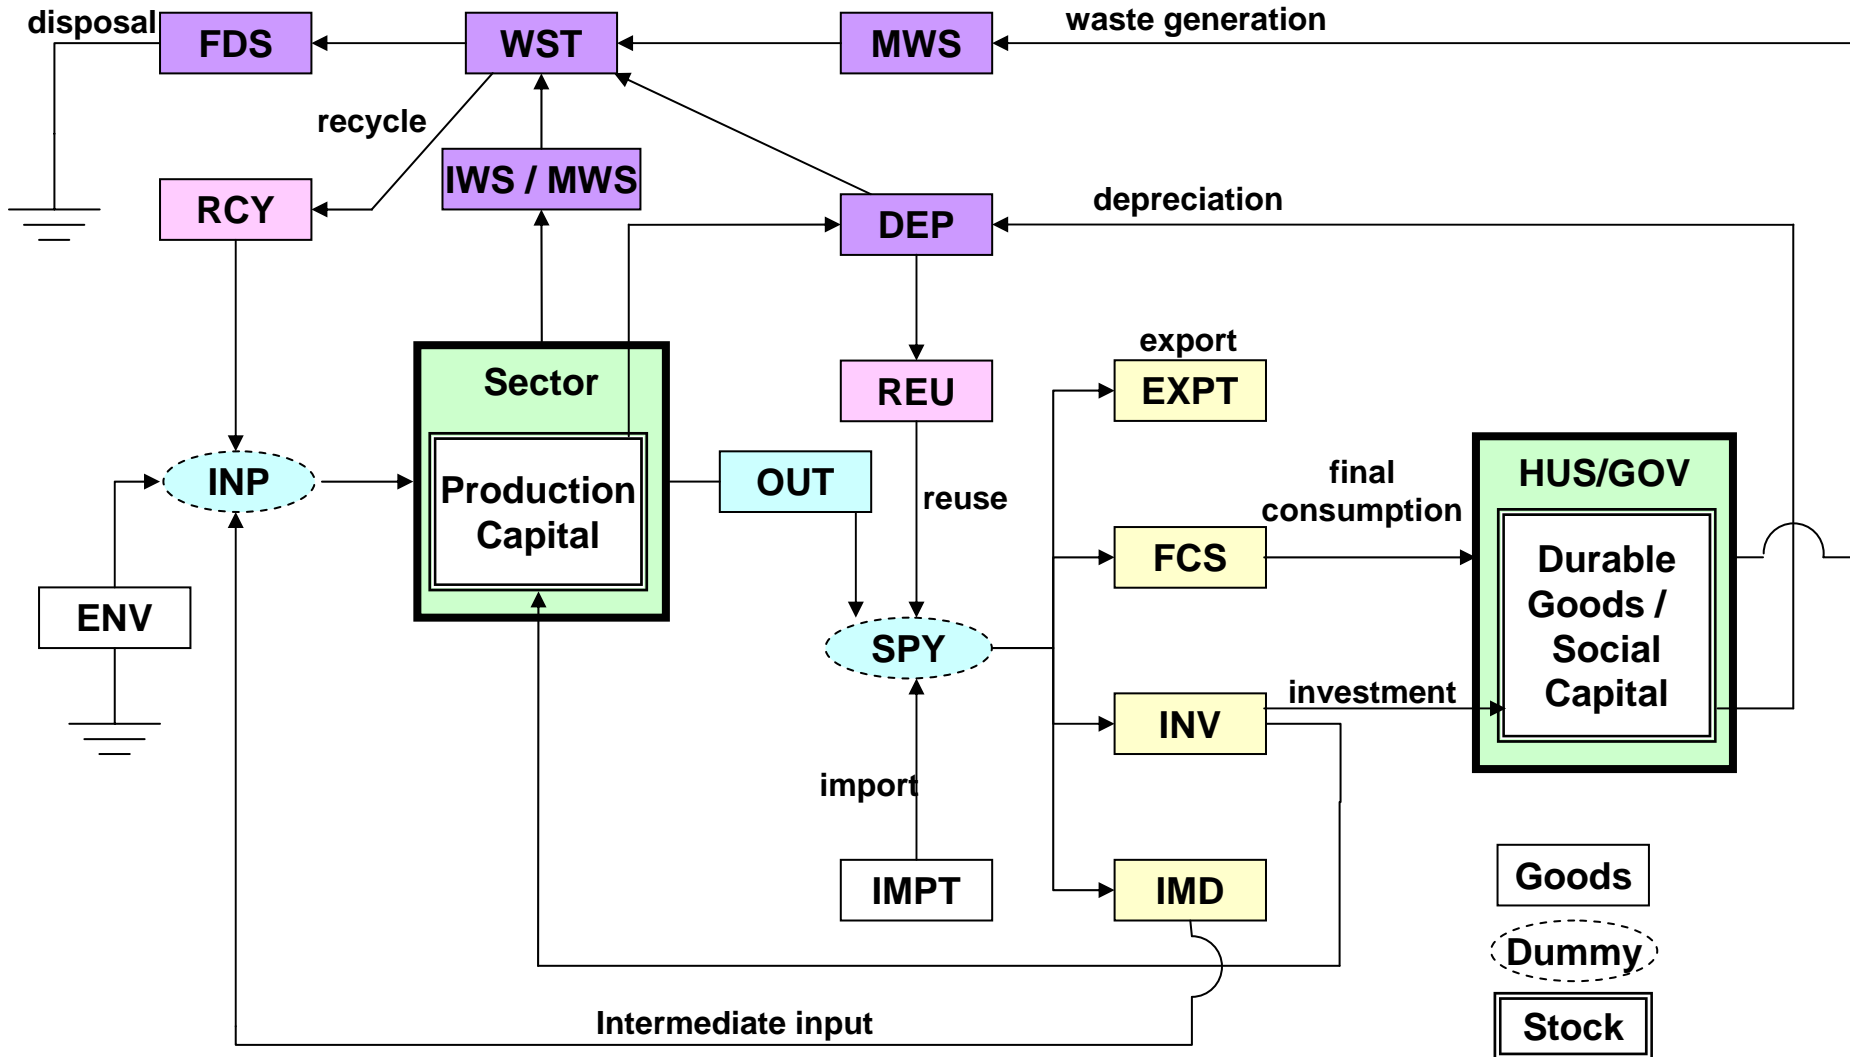 disposal
FDS
WST
MWS
waste generation
recycle
IWS / MWS
RCY
DEP
depreciation
export
Sector
REU
EXPT
INP
Production
Capital
OUT
reuse
final
consumption
HUS/GOV
FCS
Durable
Goods /
Social
Capital
ENV
SPY
INV
investment
import
IMPT
IMD
Goods
Dummy
Intermediate input
Stock